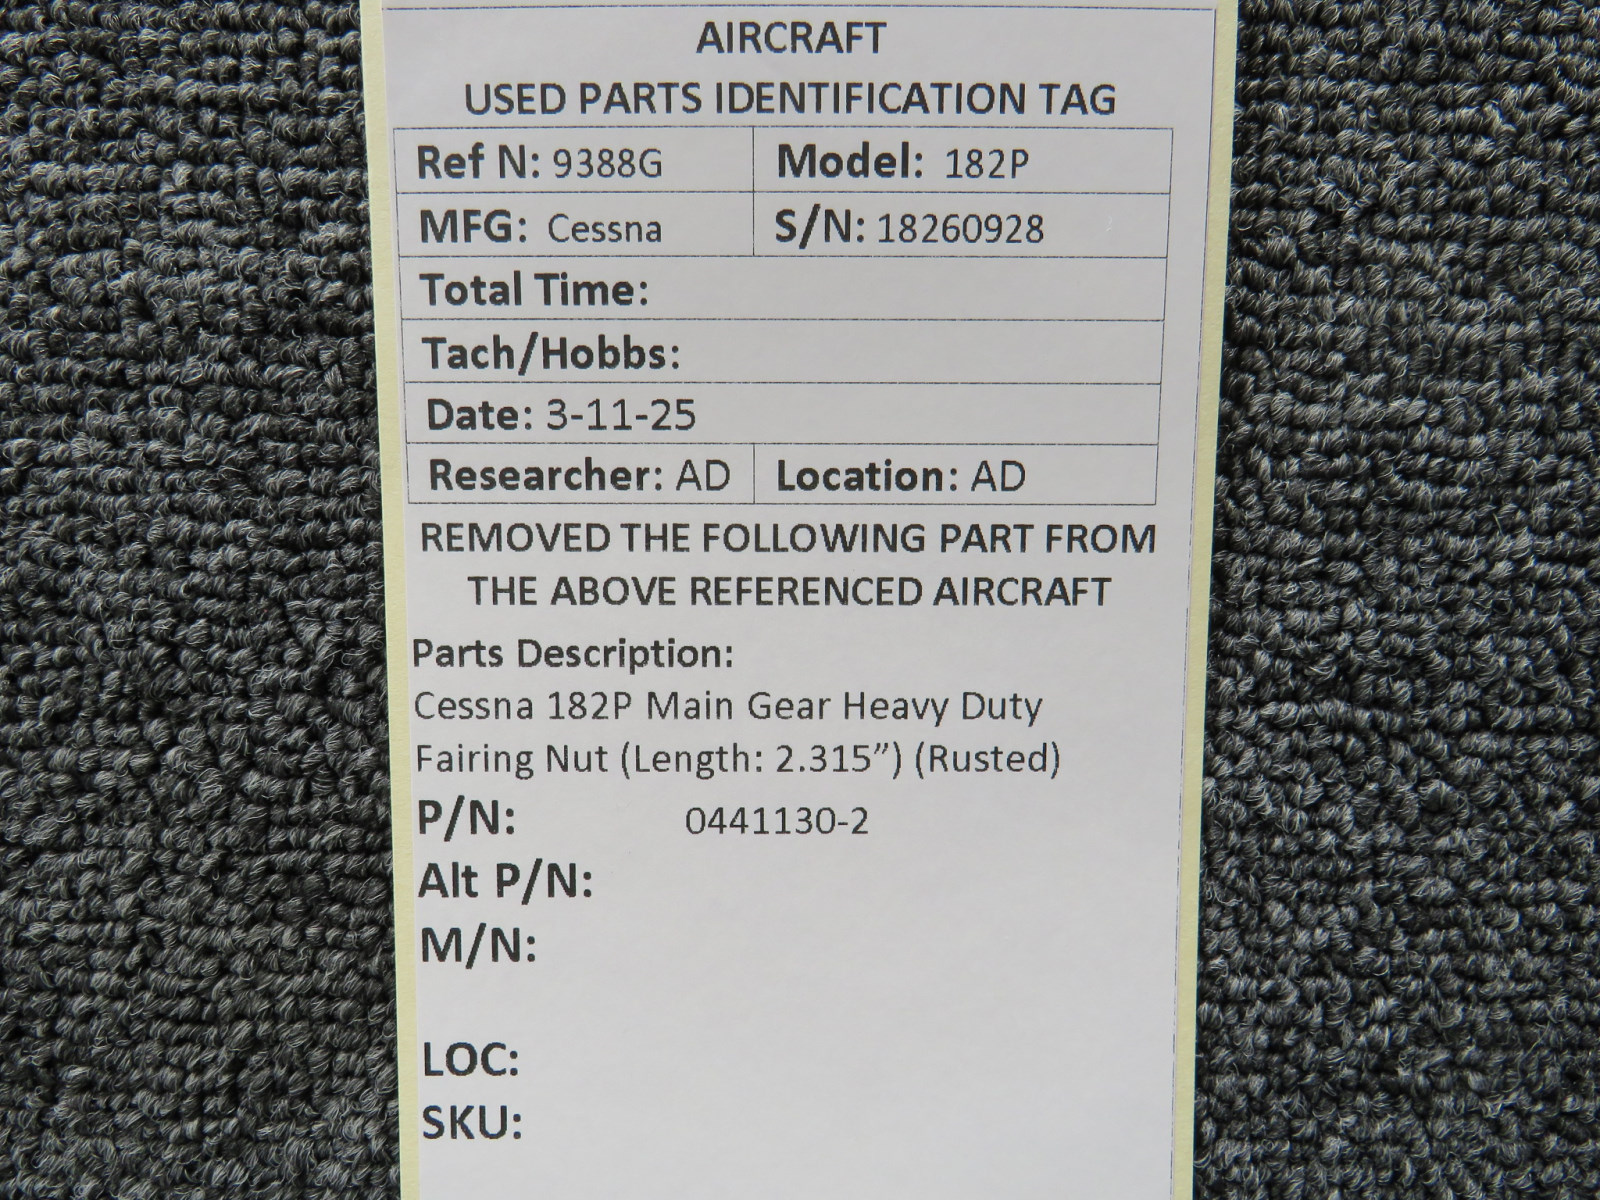 AIRCRAFT
USED PARTS IDENTIFICATION TAG
Ref N: 9388G Model: 182P
MFG: Cessna S/N: 18260928
Total Time:
Tach/Hobbs:
Date: 3-11-25
Researcher: AD Location: AD
REMOVED THE FOLLOWING PART FROM
THE ABOVE REFERENCED AIRCRAFT
Parts Description:
Cessna 182P Main Gear Heavy Duty
Fairing Nut (Length: 2.315”) (Rusted)
P/N: 0441130-2
Alt P/N:
M/N:
LOC:
SKU: